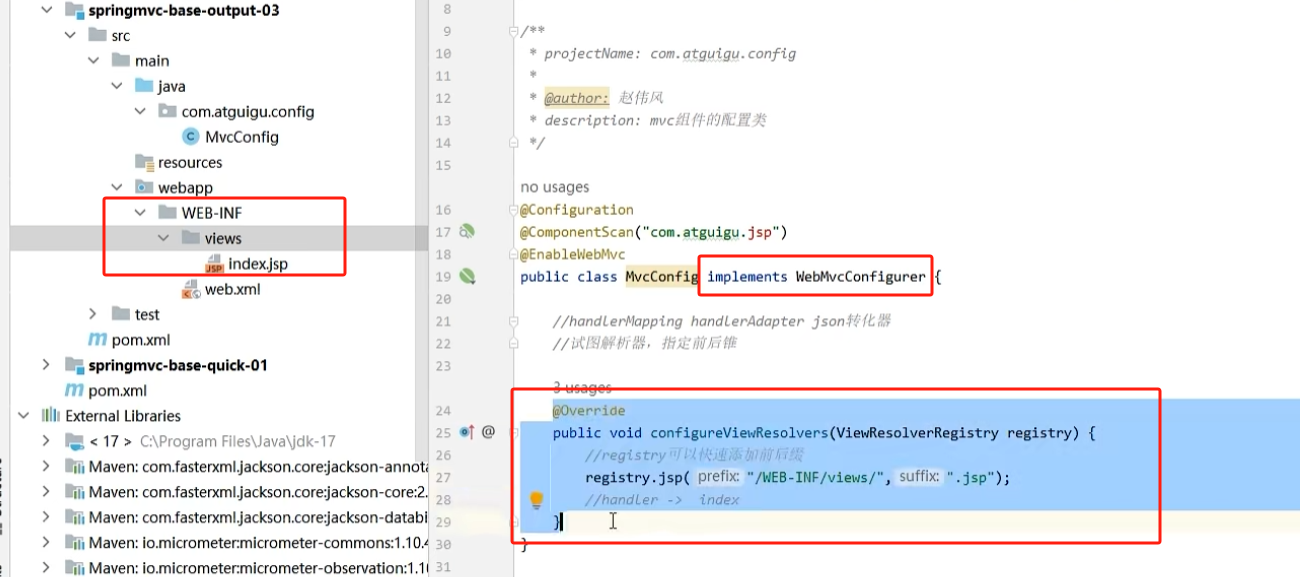 springmvc-base-output-03
src
main
java
com.atguigu.config
C MvcConfig
resources
webapp
WEB-INF
views
JSP index.jsp
web.xml
test
m pom.xml
springmvc-base-quick-01
m pom.xml
External Libraries
< 17 > C:\Program Files\Java\jdk-17
Maven: com.fasterxml.jackson.core:jackson-annota
Maven: com.fasterxml.jackson.core:jackson-core:2.
Maven: com.fasterxml.jackson.core:jackson-databi
Maven: io.micrometer:micrometer-commons:1.10.4
Maven: io.micrometer:micrometer-observation:1.10
8
9 /**
10 * projectName: com.atguigu.config
11 *
12 * @author: 赵伟风
13 * description: mvc组件的配置类
14 */
15
no usages
16 @Configuration
17 @ComponentScan("com.atguigu.jsp")
18 @EnableWebMvc
19 public class MvcConfig implements WebMvcConfigurer {
20
21 //handlerMapping handlerAdapter json转化器
22 //试图解析器，指定前后锥
23
3 usages
24 @Override
25 @ public void configureViewResolvers(ViewResolverRegistry registry) {
26 //registry可以快速添加前后缀
27 registry.jsp( prefix: "/WEB-INF/views/", suffix: ".jsp");
28 //handler -> index
29 }
30 }